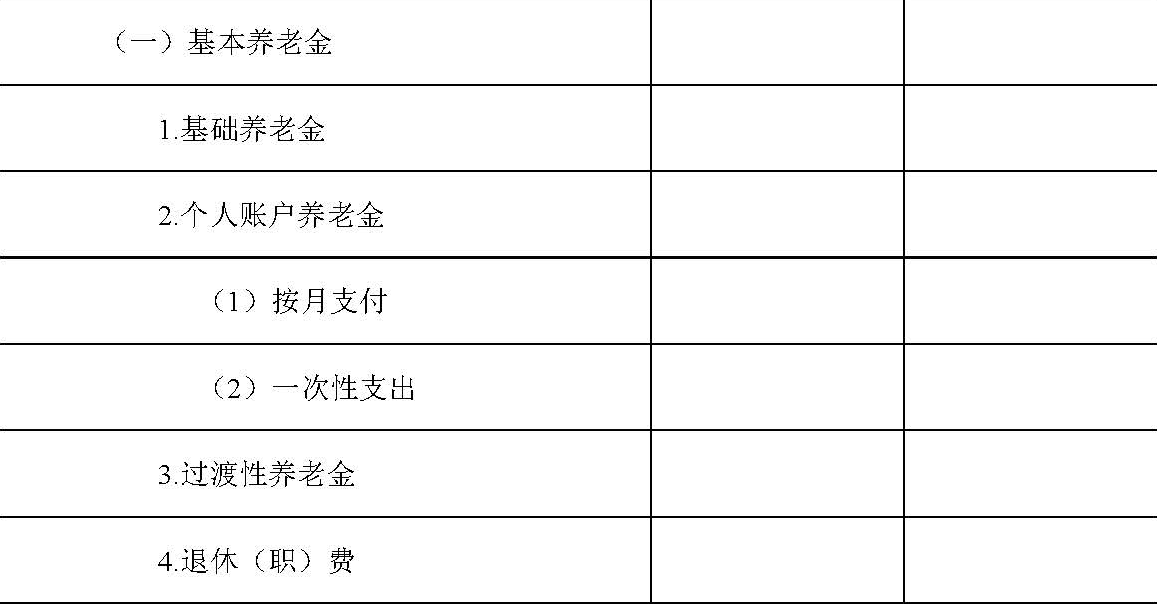 （一）基本养老金
1.基础养老金
2.个人账户养老金
（1）按月支付
（2）一次性支出
3.过渡性养老金
4.退休（职）费